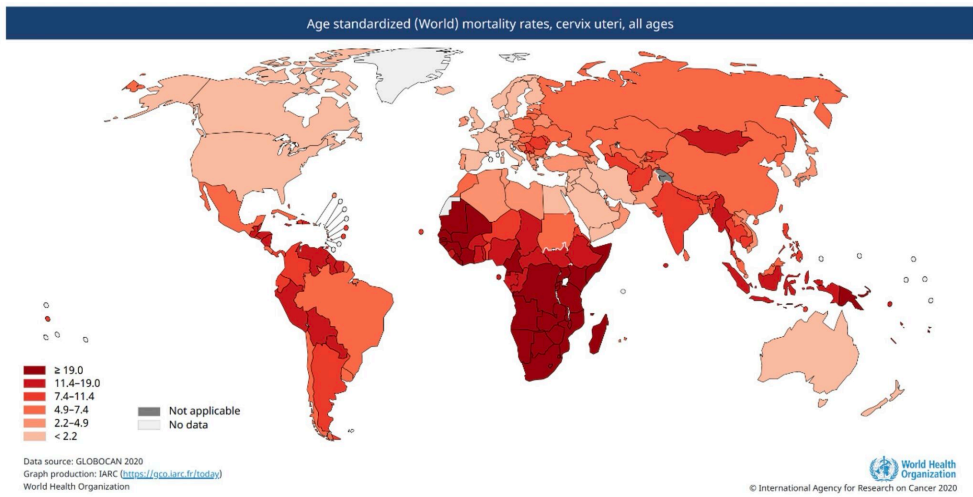 Age standardized (World) mortality rates, cervix uteri, all ages
≥ 19.0
11.4–19.0
7.4–11.4
4.9–7.4
2.2–4.9
< 2.2
Not applicable
No data
Data source: GLOBOCAN 2020
Graph production: IARC (https://gco.iarc.fr/today)
World Health Organization
World Health
Organization
© International Agency for Research on Cancer 2020